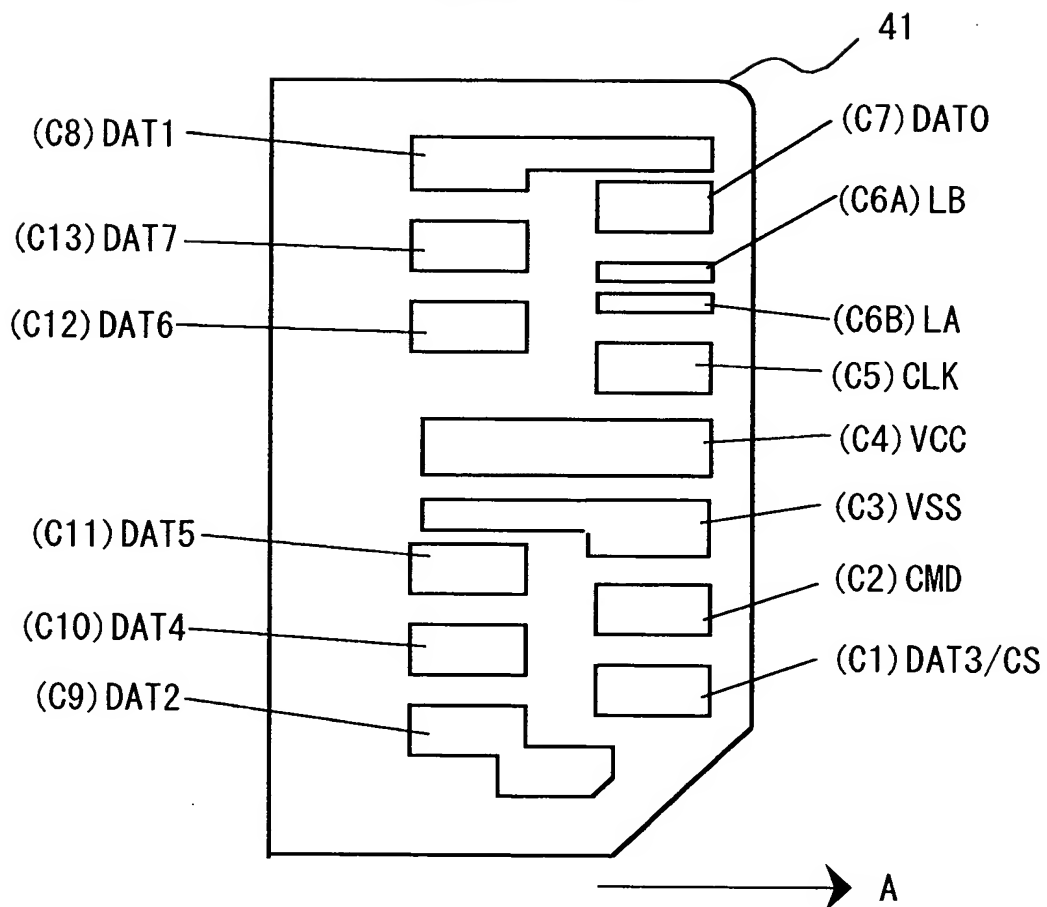 41
(C8) DAT1
(C7) DAT0
(C6A) LB
(C13) DAT7
(C6B) LA
(C12) DAT6
(C5) CLK
(C4) VCC
(C3) VSS
(C11) DAT5
(C2) CMD
(C10) DAT4
(C1) DAT3/CS
(C9) DAT2
A